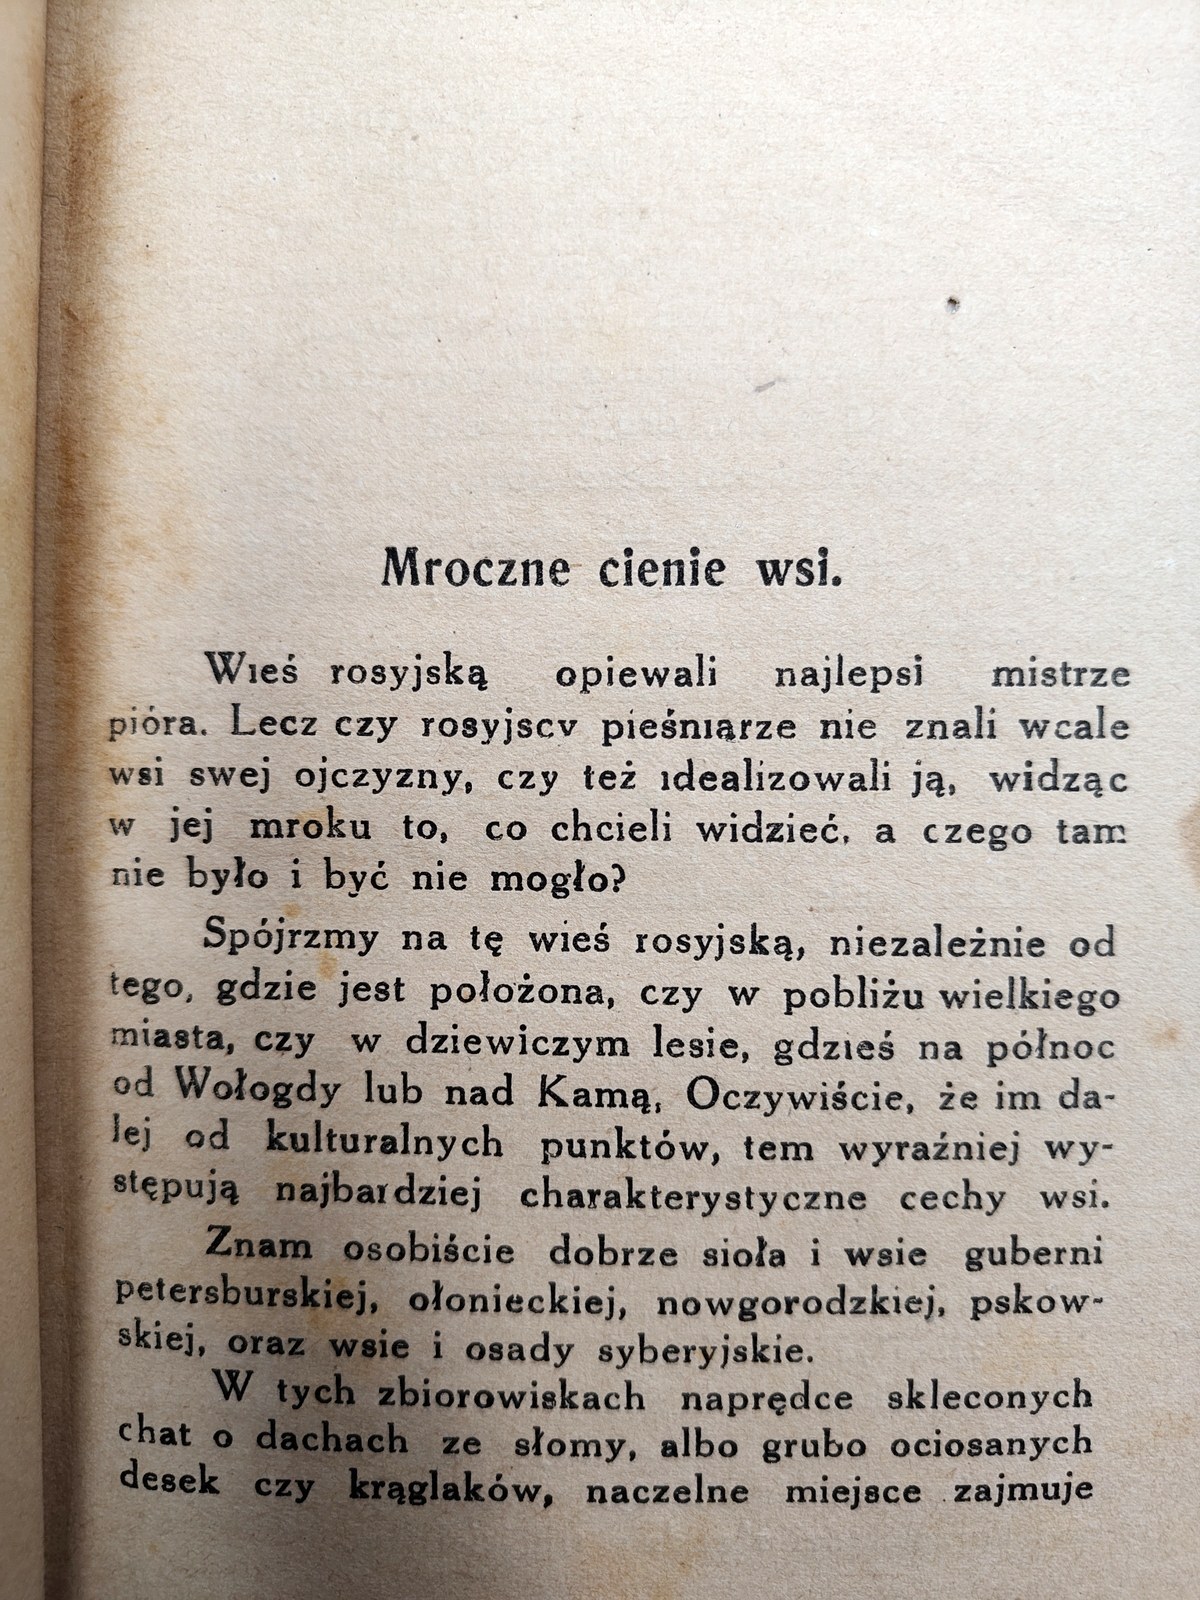 Mroczne cienie wsi.
Wieś rosyjską opiewali najlepsi mistrze
pióra. Lecz czy rosyjscy pieśniarze nie znali wcale
wsi swej ojczyzny, czy też idealizowali ją, widząc
w jej mroku to, co chcieli widzieć, a czego tam
nie było i być nie mogło?
Spójrzmy na tę wieś rosyjską, niezależnie od
tego, gdzie jest położona, czy w pobliżu wielkiego
miasta, czy w dziewiczym lesie, gdzieś na północ
od Wołogdy lub nad Kamą, Oczywiście, że im da-
lej od kulturalnych punktów, tem wyraźniej wy-
stępują najbardziej charakterystyczne cechy wsi.
Znam osobiście dobrze sioła i wsie guberni
petersburskiej, ołonieckiej, nowgorodzkiej, pskow-
skiej, oraz wsie i osady syberyjskie.
W tych zbiorowiskach naprędce skleconych
chat o dachach ze słomy, albo grubo ociosanych
desek czy krąglaków, naczelne miejsce zajmuje